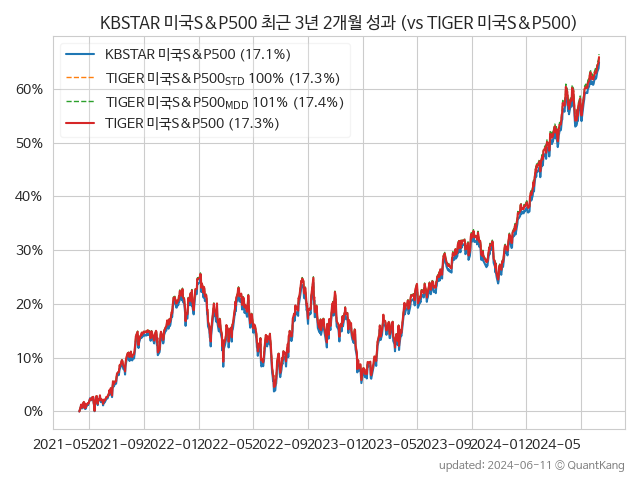 KBSTAR 미국S&P500 최근 3년 2개월 성과 (vs TIGER 미국S&P500)
KBSTAR 미국S&P500 (17.1%)
TIGER 미국S&P500STD 100% (17.3%)
TIGER 미국S&P500MDD 101% (17.4%)
TIGER 미국S&P500 (17.3%)
60%
50%
40%
30%
20%
10%
0%
2021-05 2021-09 2022-01 2022-05 2022-09 2023-01 2023-05 2023-09 2024-01 2024-05
updated: 2024-06-11 © QuantKang